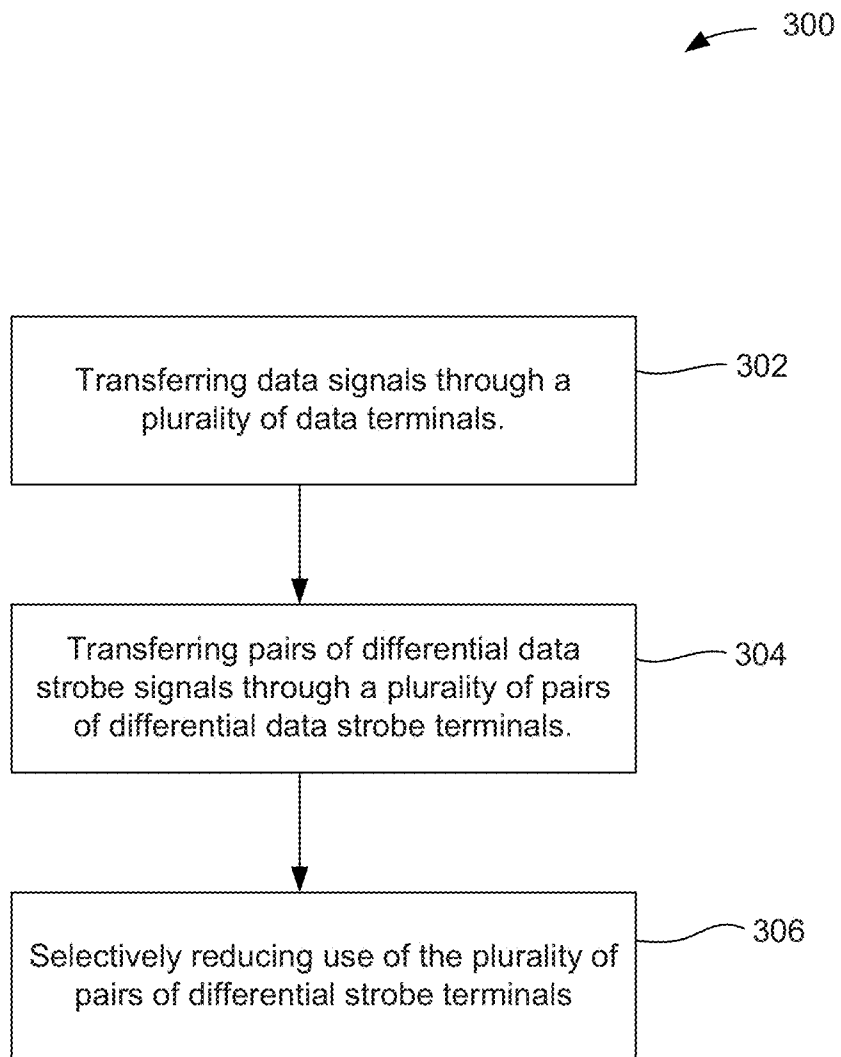 300
Transferring data signals through a
plurality of data terminals.
302
Transferring pairs of differential data
strobe signals through a plurality of pairs
of differential data strobe terminals.
304
Selectively reducing use of the plurality of
pairs of differential strobe terminals
306